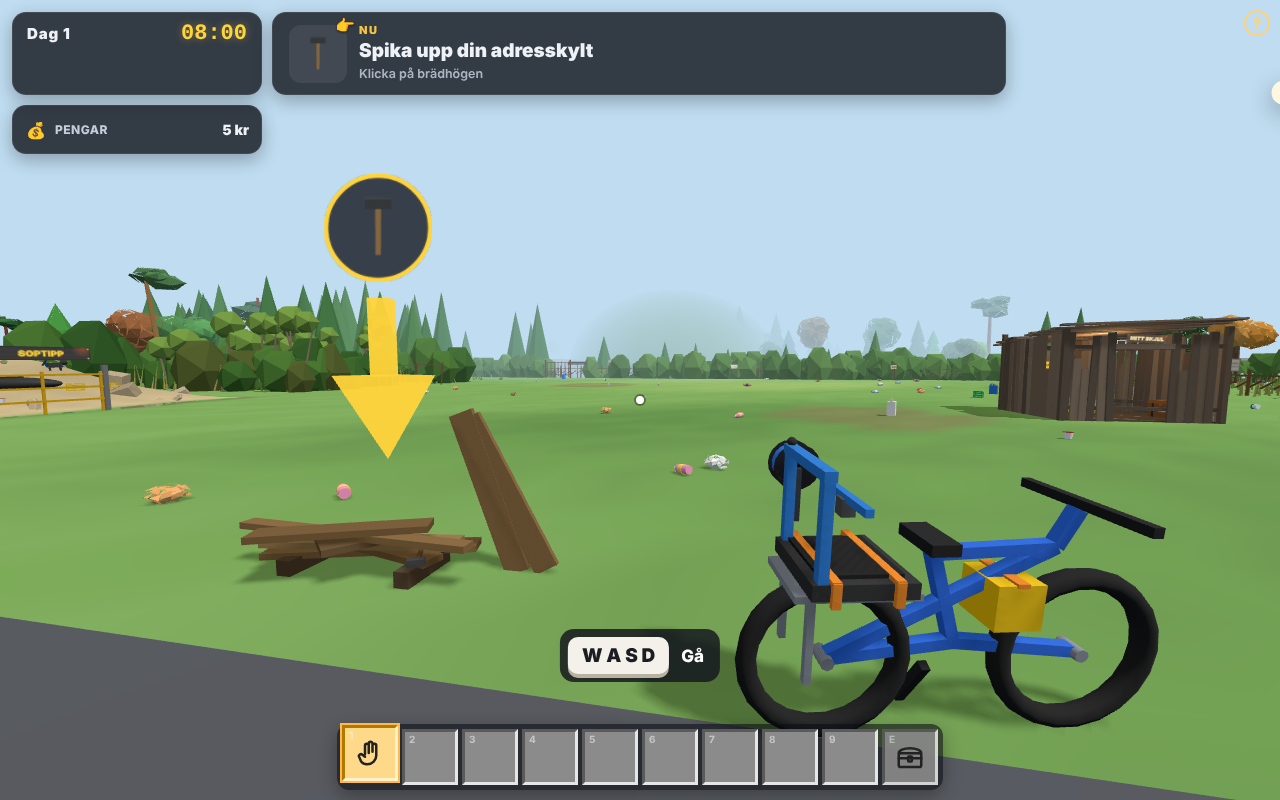 Dag 1
08:00
NU
Spika upp din adresskylt
Klicka på brädhögen
PENGAR
5 kr
SOPTIPP
WASD Gå
1
2
3
4
5
6
7
8
9
E